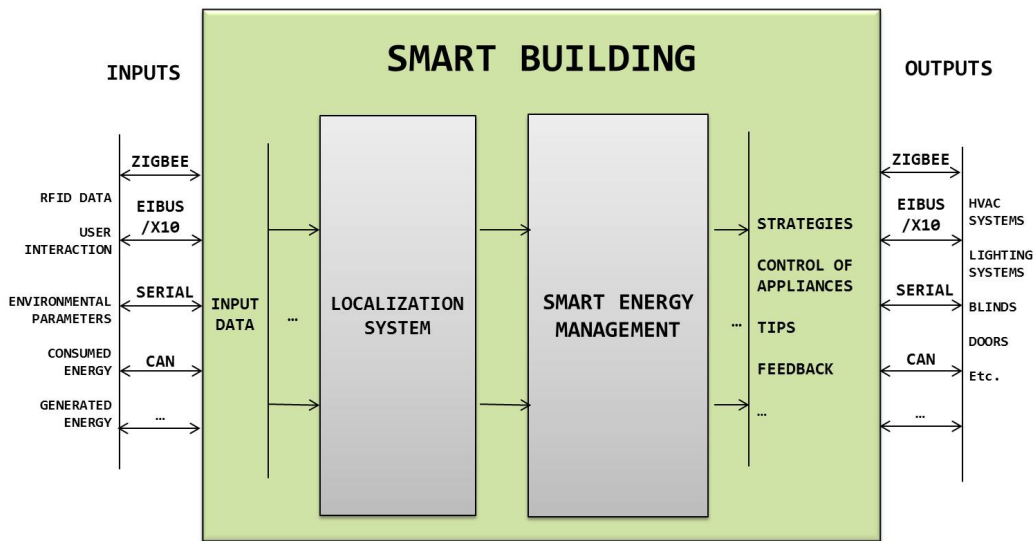 SMART BUILDING
INPUTS
ZIGBEE
RFID DATA
EIBUS
/X10
USER
INTERACTION
SERIAL
ENVIRONMENTAL
PARAMETERS
CONSUMED
ENERGY
CAN
GENERATED
ENERGY
…
INPUT
DATA
…
LOCALIZATION
SYSTEM
SMART ENERGY
MANAGEMENT
…
STRATEGIES
CONTROL OF
APPLIANCES
TIPS
FEEDBACK
…
OUTPUTS
ZIGBEE
EIBUS
/X10
SERIAL
CAN
…
HVAC
SYSTEMS
LIGHTING
SYSTEMS
BLINDS
DOORS
Etc.